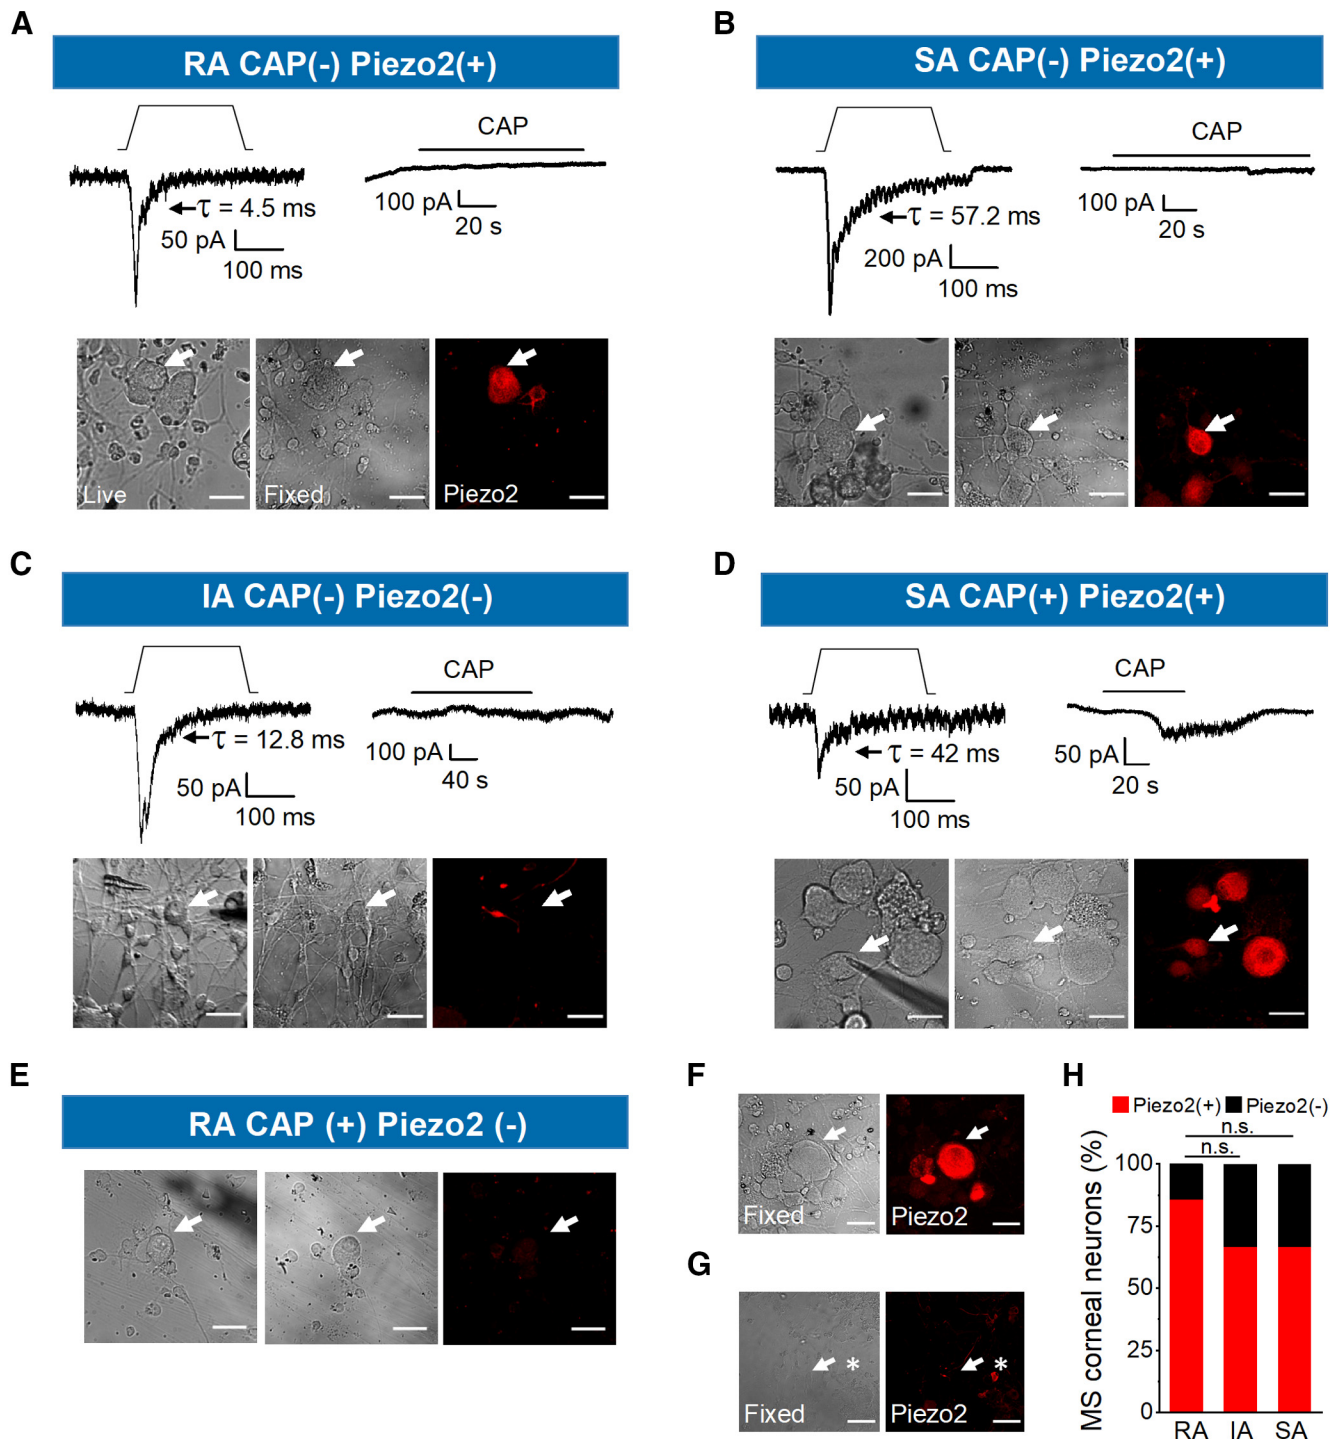 A
RA CAP(-) Piezo2(+)
CAP
τ = 4.5 ms
50 pA
100 ms
100 pA
20 s
Live
Fixed
Piezo2
B
SA CAP(-) Piezo2(+)
CAP
τ = 57.2 ms
200 pA
100 ms
100 pA
20 s
C
IA CAP(-) Piezo2(-)
CAP
τ = 12.8 ms
50 pA
100 ms
100 pA
40 s
D
SA CAP(+) Piezo2(+)
CAP
τ = 42 ms
50 pA
100 ms
50 pA
20 s
E
RA CAP (+) Piezo2 (-)
F
Fixed
Piezo2
G
*
*
Fixed
Piezo2
H
Piezo2(+) Piezo2(-)
n.s.
n.s.
MS corneal neurons (%)
100
75
50
25
0
RA IA SA